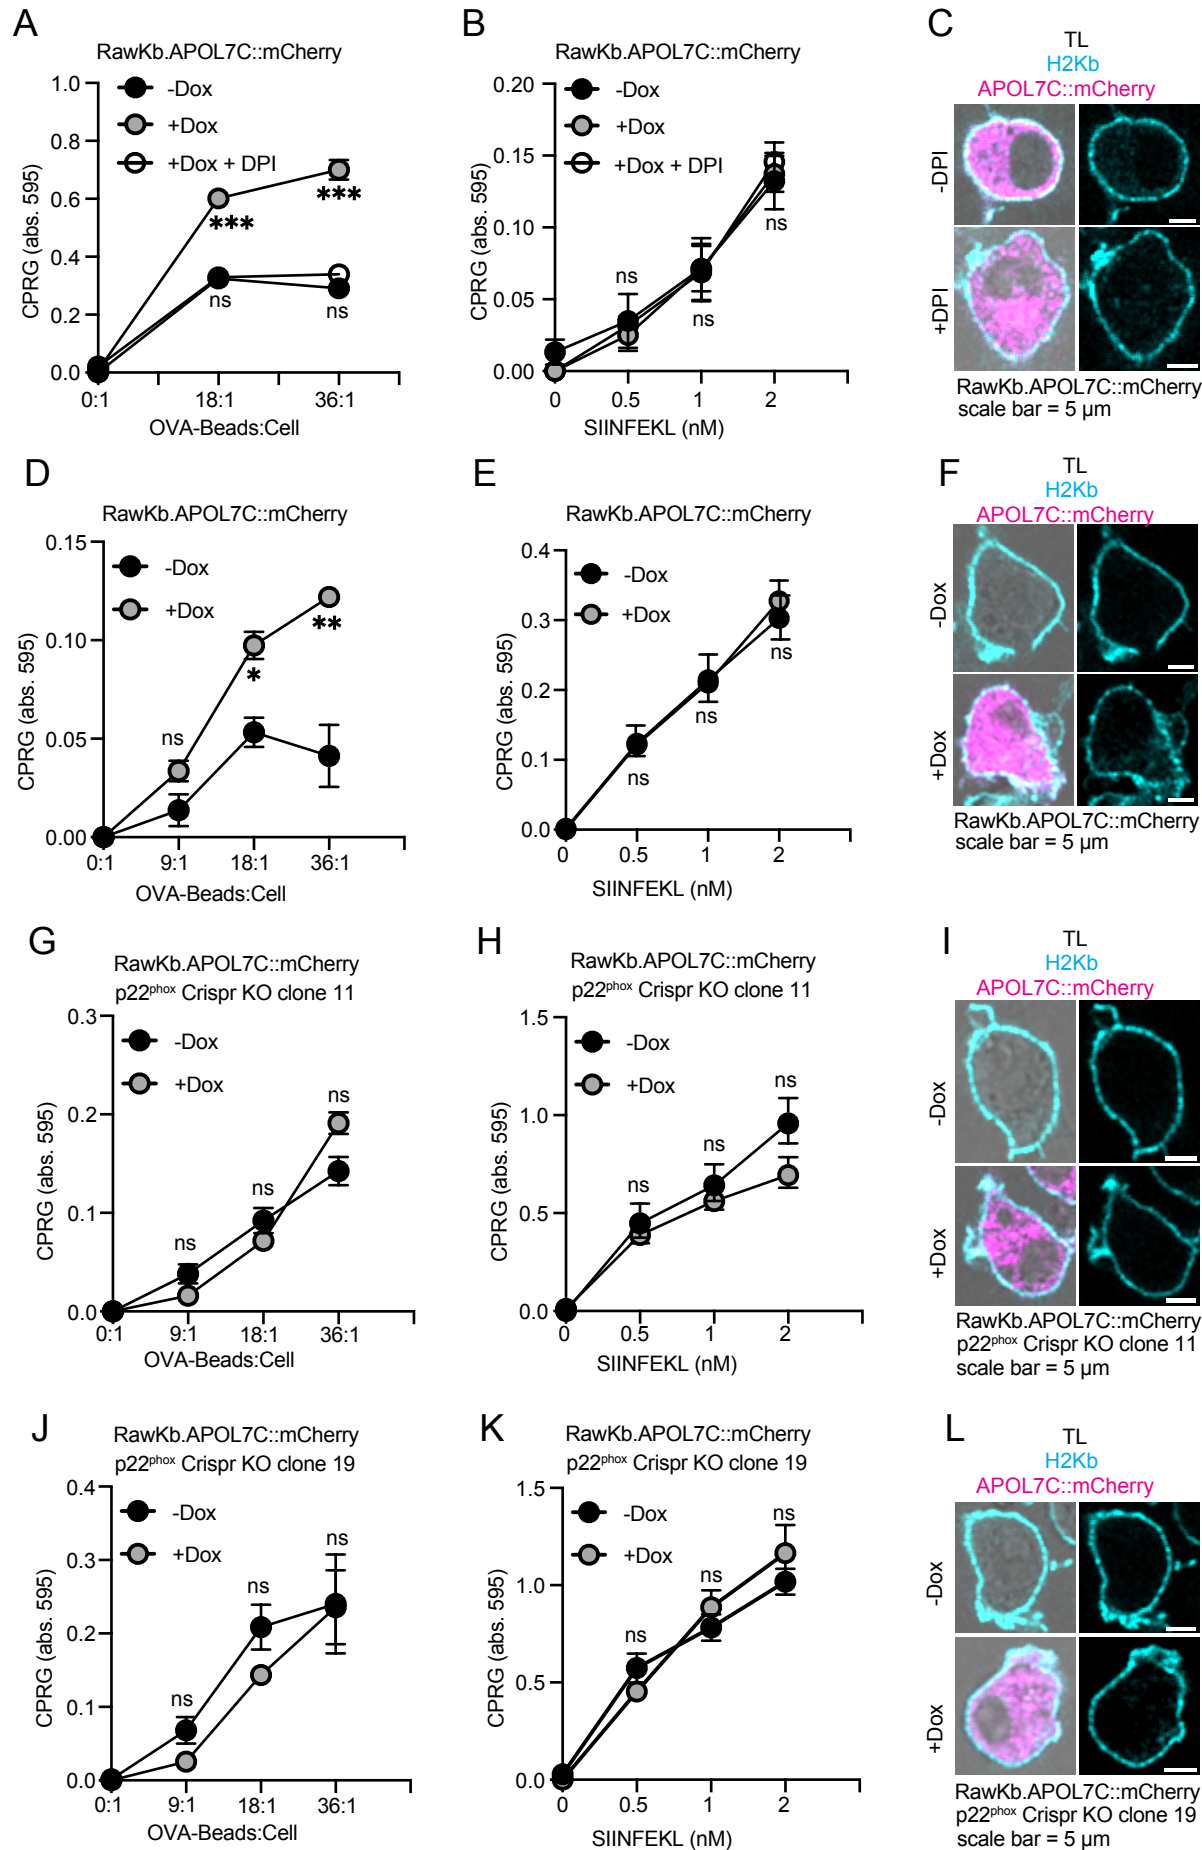 A
RawKb.APOL7C::mCherry
-Dox
+Dox
+Dox + DPI
CPRG (abs. 595)
1.0
0.8
0.6
0.4
0.2
0.0
***
***
ns
ns
0:1
18:1
36:1
OVA-Beads:Cell
B
RawKb.APOL7C::mCherry
-Dox
+Dox
+Dox + DPI
CPRG (abs. 595)
0.20
0.15
0.10
0.05
0.00
ns
ns
ns
0
0.5
1
2
SIINFEKL (nM)
C
TL
H2Kb
APOL7C::mCherry
-DPI
+DPI
RawKb.APOL7C::mCherry
scale bar = 5 µm
D
RawKb.APOL7C::mCherry
-Dox
+Dox
CPRG (abs. 595)
0.15
0.10
0.05
0.00
ns
*
**
0:1
9:1
18:1
36:1
OVA-Beads:Cell
E
RawKb.APOL7C::mCherry
-Dox
+Dox
CPRG (abs. 595)
0.4
0.3
0.2
0.1
0.0
ns
ns
ns
0
0.5
1
2
SIINFEKL (nM)
F
TL
H2Kb
APOL7C::mCherry
-Dox
+Dox
RawKb.APOL7C::mCherry
scale bar = 5 µm
G
RawKb.APOL7C::mCherry
p22phox Crispr KO clone 11
-Dox
+Dox
CPRG (abs. 595)
0.3
0.2
0.1
0.0
ns
ns
ns
0:1
9:1
18:1
36:1
OVA-Beads:Cell
H
RawKb.APOL7C::mCherry
p22phox Crispr KO clone 11
-Dox
+Dox
CPRG (abs. 595)
1.5
1.0
0.5
0.0
ns
ns
ns
0
0.5
1
2
SIINFEKL (nM)
I
TL
H2Kb
APOL7C::mCherry
-Dox
+Dox
RawKb.APOL7C::mCherry
p22phox Crispr KO clone 11
scale bar = 5 µm
J
RawKb.APOL7C::mCherry
p22phox Crispr KO clone 19
-Dox
+Dox
CPRG (abs. 595)
0.4
0.3
0.2
0.1
0.0
ns
ns
ns
0:1
9:1
18:1
36:1
OVA-Beads:Cell
K
RawKb.APOL7C::mCherry
p22phox Crispr KO clone 19
-Dox
+Dox
CPRG (abs. 595)
1.5
1.0
0.5
0.0
ns
ns
ns
0
0.5
1
2
SIINFEKL (nM)
L
TL
H2Kb
APOL7C::mCherry
-Dox
+Dox
RawKb.APOL7C::mCherry
p22phox Crispr KO clone 19
scale bar = 5 µm